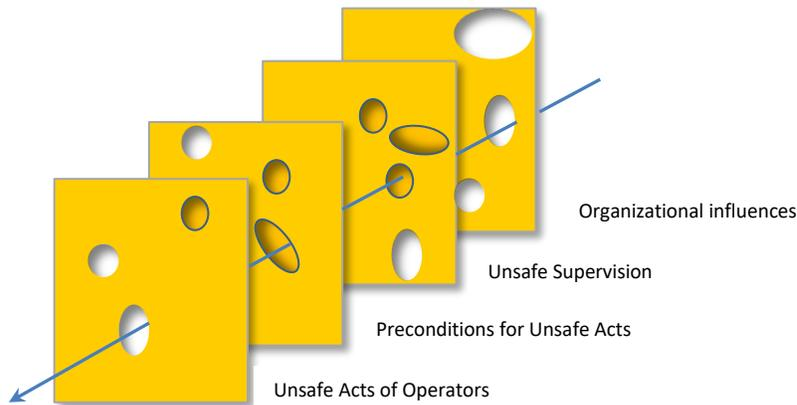 Organizational influences
Unsafe Supervision
Preconditions for Unsafe Acts
Unsafe Acts of Operators